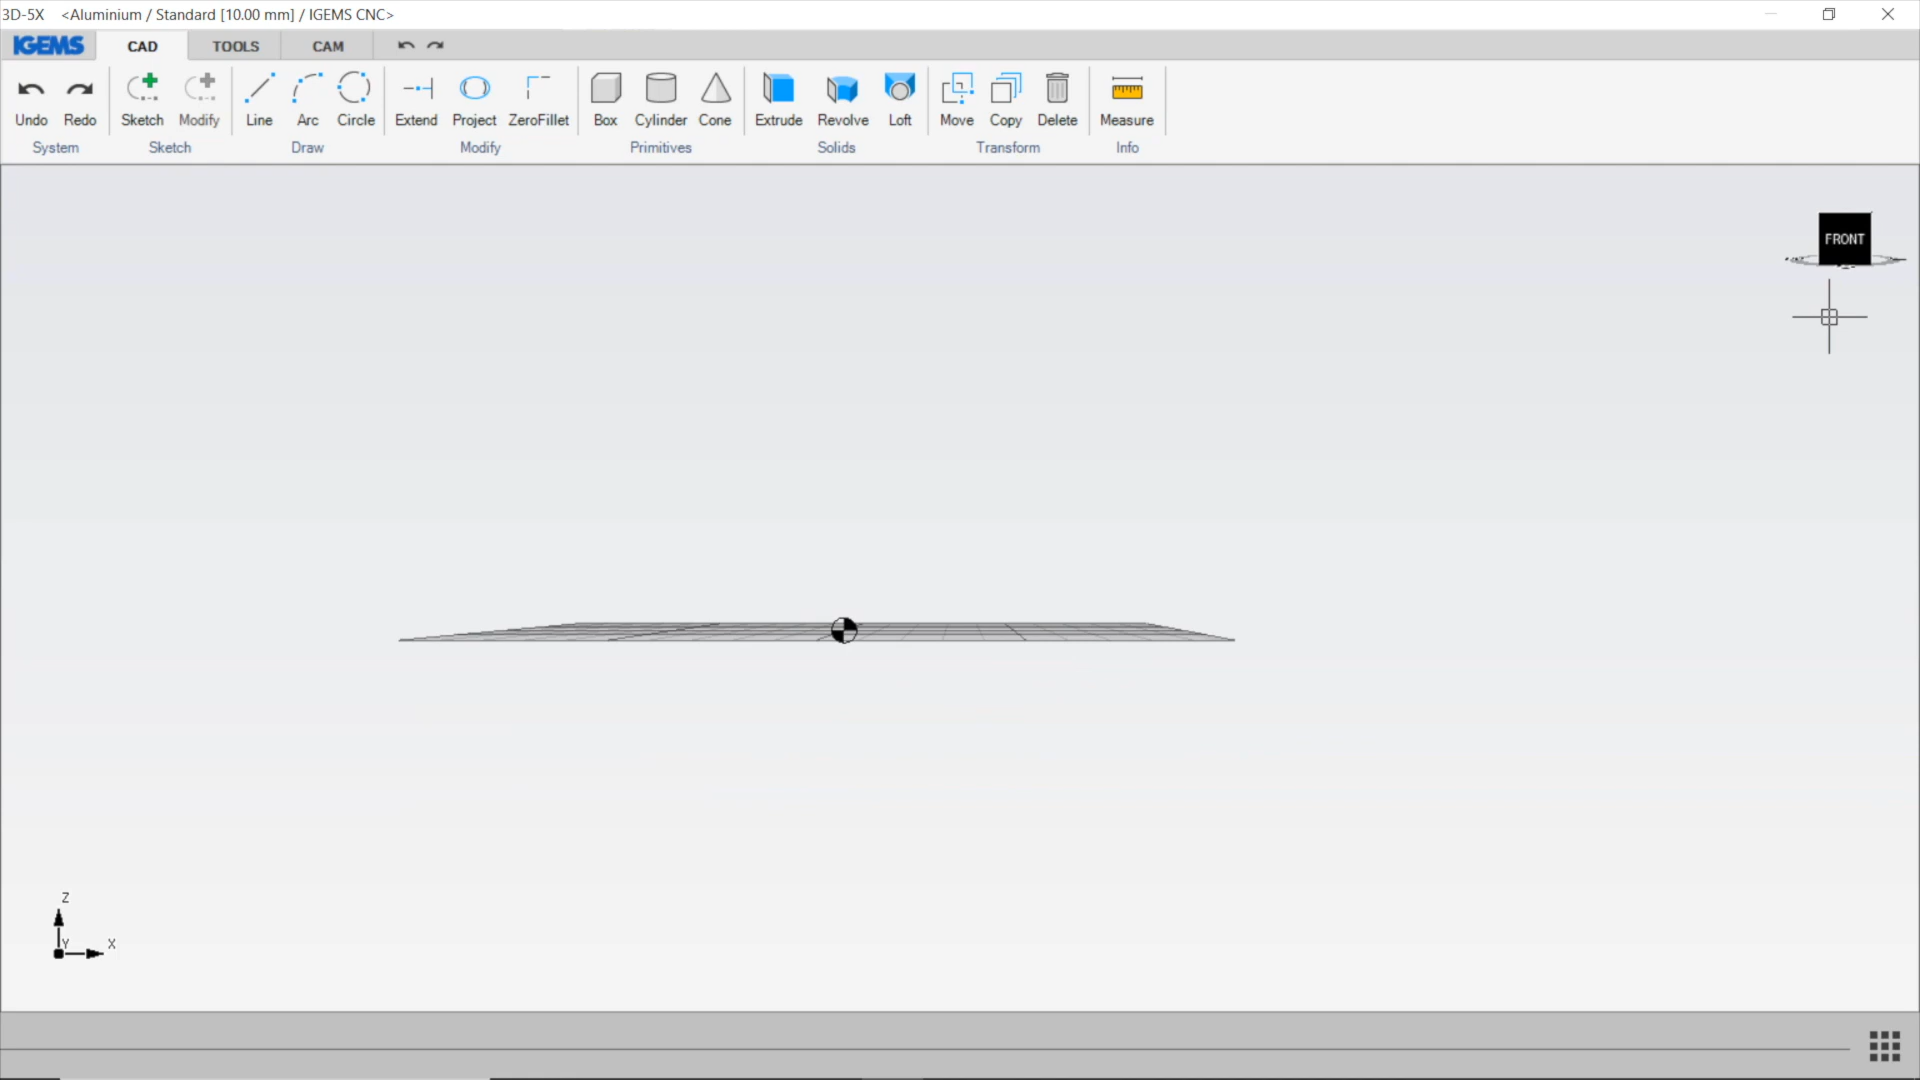 3D-5X <Aluminium / Standard [10.00 mm] / IGEMS CNC>
IGEMS CAD TOOLS CAM
Undo Redo Sketch Modify Line Arc Circle Extend Project ZeroFillet Box Cylinder Cone Extrude Revolve Loft Move Copy Delete Measure
System Sketch Draw Modify Primitives Solids Transform Info
FRONT
Z
Y X